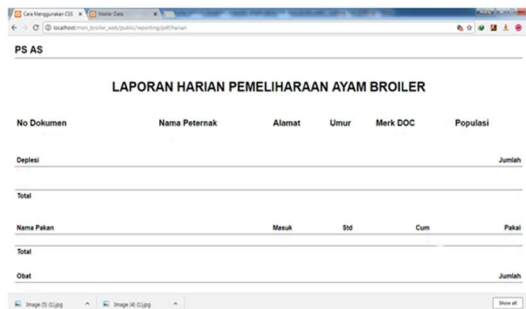 Cara Menggunakan CSS
Master Data
localhost/mon_broiler_web/public/reporting/pdf/harian
PS AS
LAPORAN HARIAN PEMELIHARAAN AYAM BROILER
No Dokumen Nama Peternak Alamat Umur Merk DOC Populasi
Deplesi Jumlah
Total
Nama Pakan Masuk Std Cum Pakai
Total
Obat Jumlah
Image (5) (1).jpg Image (4) (1).jpg Show all